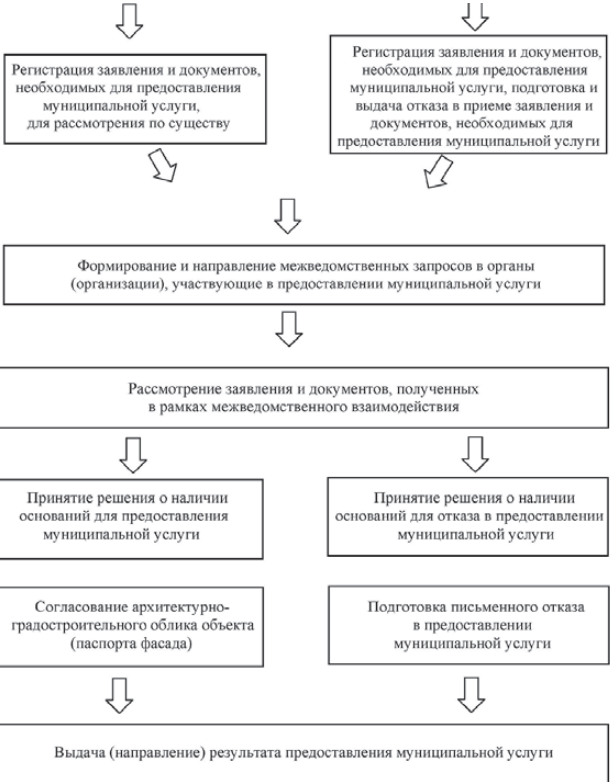 Регистрация заявления и документов,
необходимых для предоставления
муниципальной услуги,
для рассмотрения по существу
Регистрация заявления и документов,
необходимых для предоставления
муниципальной услуги, подготовка и
выдача отказа в приеме заявления и
документов, необходимых для
предоставления муниципальной услуги
Формирование и направление межведомственных запросов в органы
(организации), участвующие в предоставлении муниципальной услуги
Рассмотрение заявления и документов, полученных
в рамках межведомственного взаимодействия
Принятие решения о наличии
оснований для предоставления
муниципальной услуги
Принятие решения о наличии
оснований для отказа в предоставлении
муниципальной услуги
Согласование архитектурно-
градостроительного облика объекта
(паспорта фасада)
Подготовка письменного отказа
в предоставлении
муниципальной услуги
Выдача (направление) результата предоставления муниципальной услуги